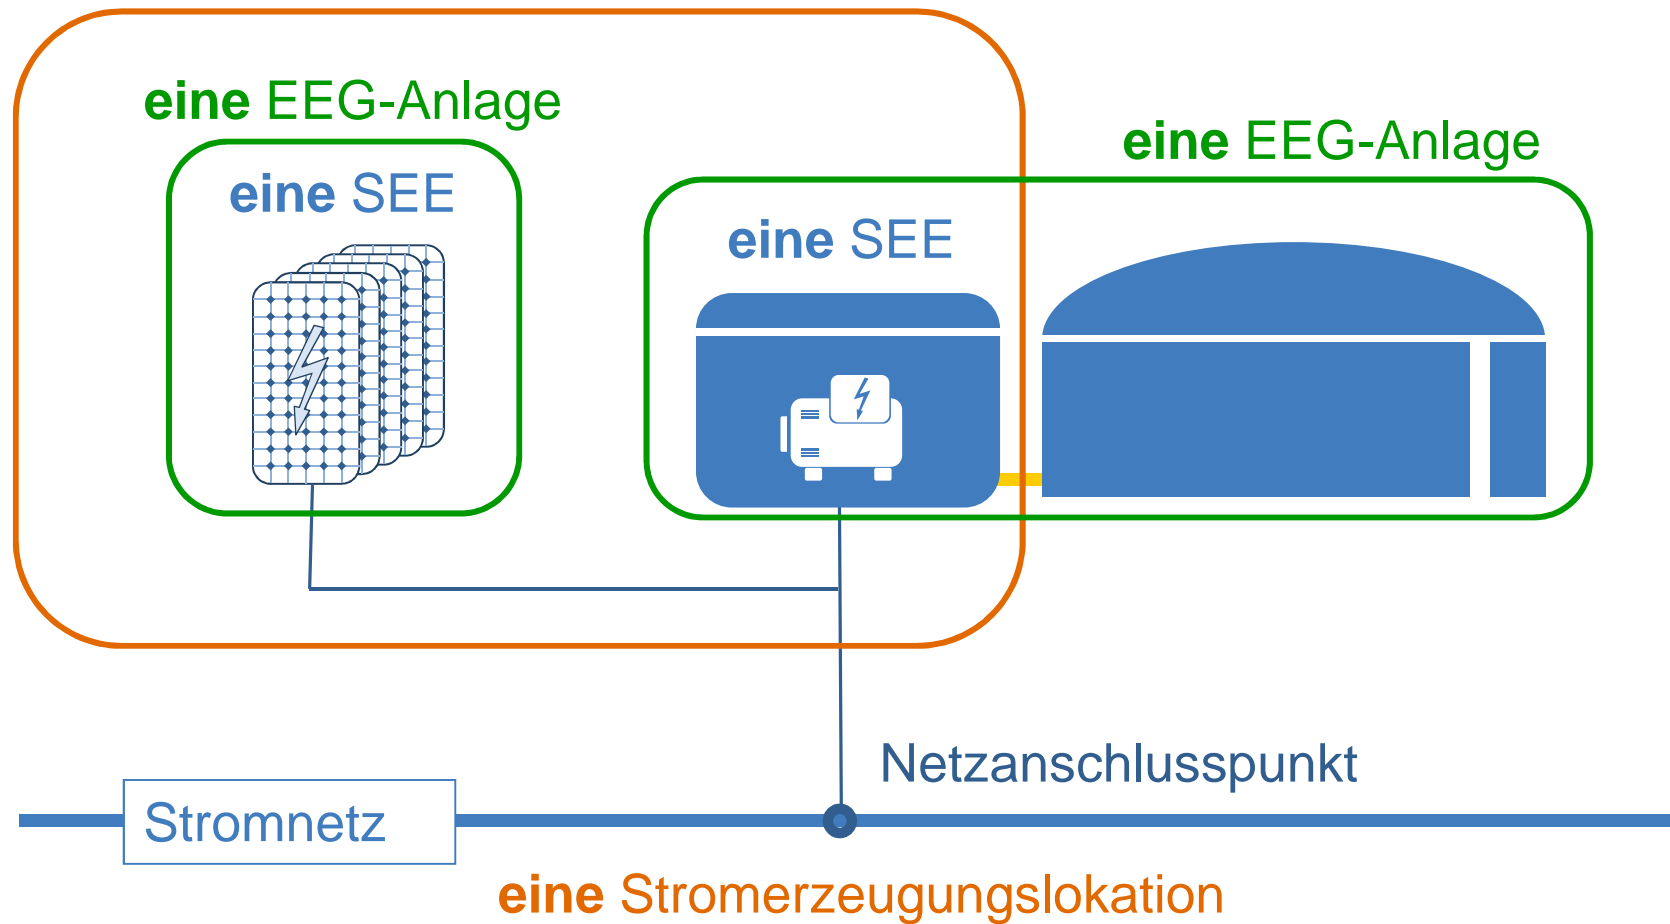 eine EEG-Anlage
eine SEE
eine EEG-Anlage
eine SEE
Netzanschlusspunkt
Stromnetz
eine Stromerzeugungslokation